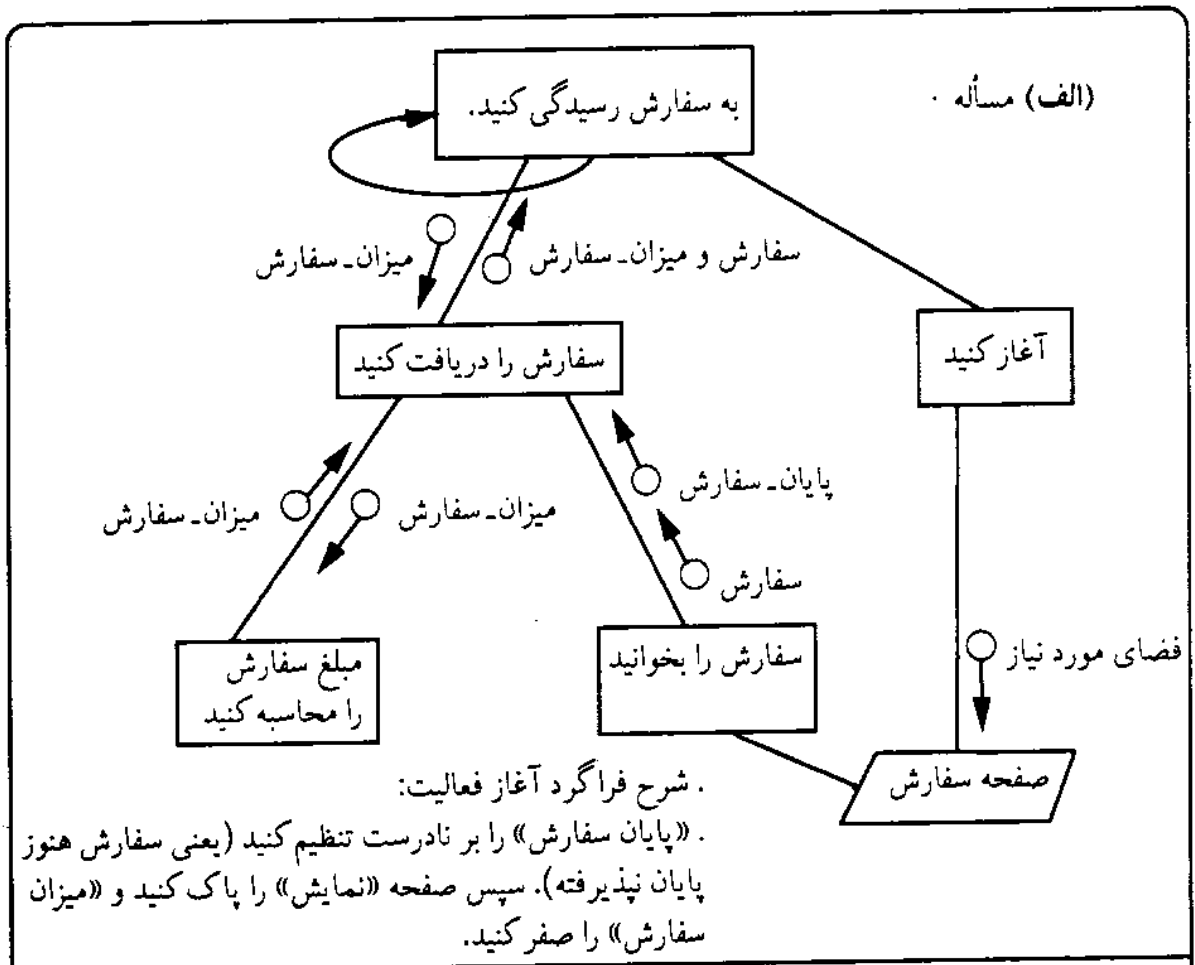 (الف) مسأله
به سفارش رسیدگی کنید.
میزان-سفارش
سفارش و میزان-سفارش
سفارش را دریافت کنید
آغاز کنید
میزان-سفارش
میزان-سفارش
پایان-سفارش
سفارش
مبلغ سفارش
را محاسبه کنید
سفارش را بخوانید
فضای مورد نیاز
صفحه سفارش
. شرح فراگرد آغاز فعالیت:
. «پایان سفارش» را بر نادرست تنظیم کنید (یعنی سفارش هنوز
پایان نپذیرفته). سپس صفحه «نمایش» را پاک کنید و «میزان
سفارش» را صفر کنید.